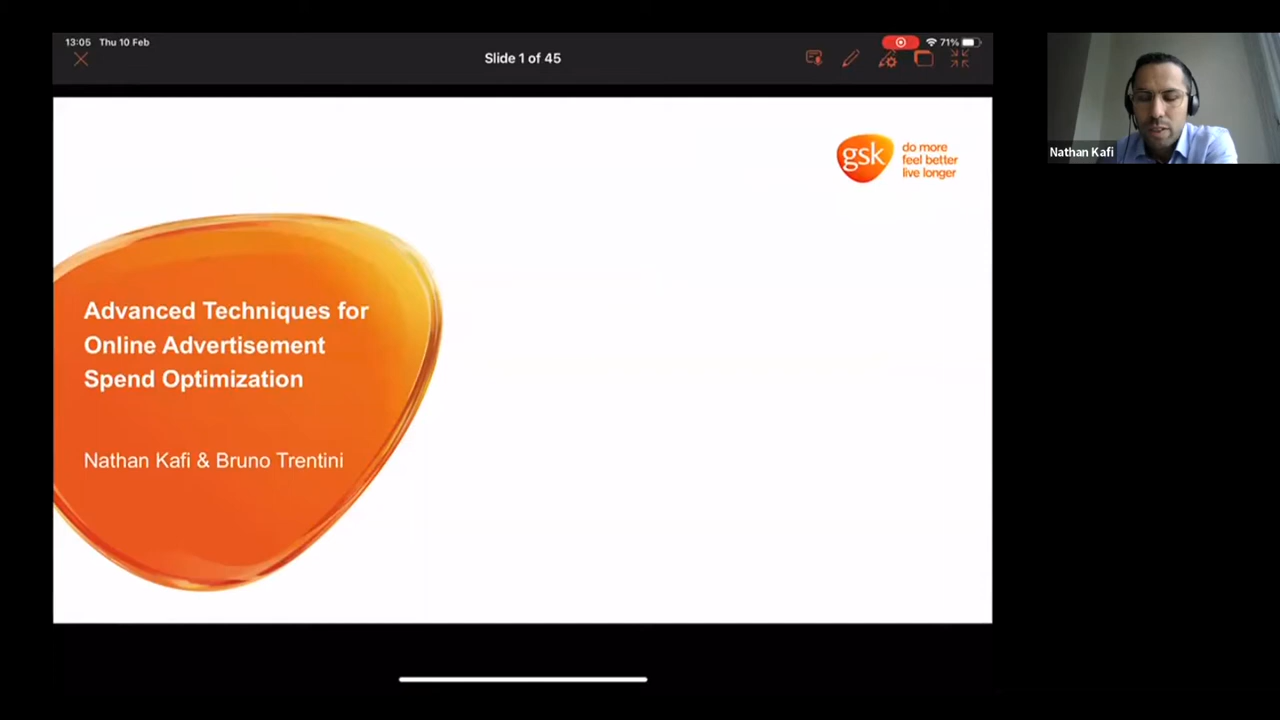 13:05 Thu 10 Feb
71%
Slide 1 of 45
gsk
do more
feel better
live longer
Advanced Techniques for
Online Advertisement
Spend Optimization
Nathan Kafi & Bruno Trentini
Nathan Kafi